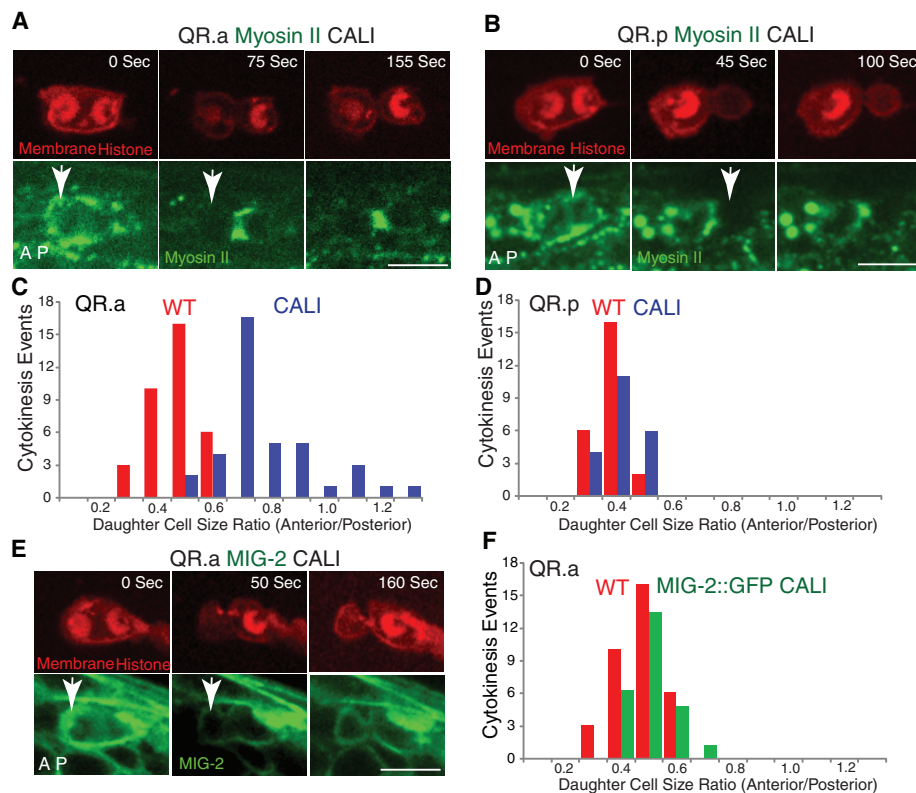 A
QR.a Myosin II CALI
0 Sec
75 Sec
155 Sec
Membrane Histone
A P
Myosin II
B
QR.p Myosin II CALI
0 Sec
45 Sec
100 Sec
Membrane Histone
A P
Myosin II
C
QR.a
WT
CALI
Cytokinesis Events
18
15
12
9
6
3
0
0.2 0.4 0.6 0.8 1.0 1.2
Daughter Cell Size Ratio (Anterior/Posterior)
D
QR.p
WT CALI
Cytokinesis Events
18
15
12
9
6
3
0
0.2 0.4 0.6 0.8 1.0 1.2
Daughter Cell Size Ratio (Anterior/Posterior)
E
QR.a MIG-2 CALI
0 Sec
50 Sec
160 Sec
Membrane Histone
A P
MIG-2
F
QR.a
WT
MIG-2::GFP CALI
Cytokinesis Events
18
15
12
9
6
3
0
0.2 0.4 0.6 0.8 1.0 1.2
Daughter Cell Size Ratio (Anterior/Posterior)